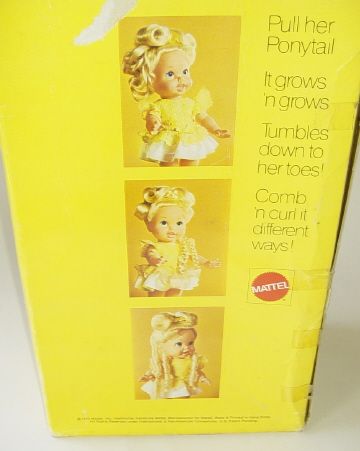 Pull her
Ponytail
It grows
'n grows
Tumbles
down to
her toes!
Comb
'n curl it
different
ways!
MATTEL